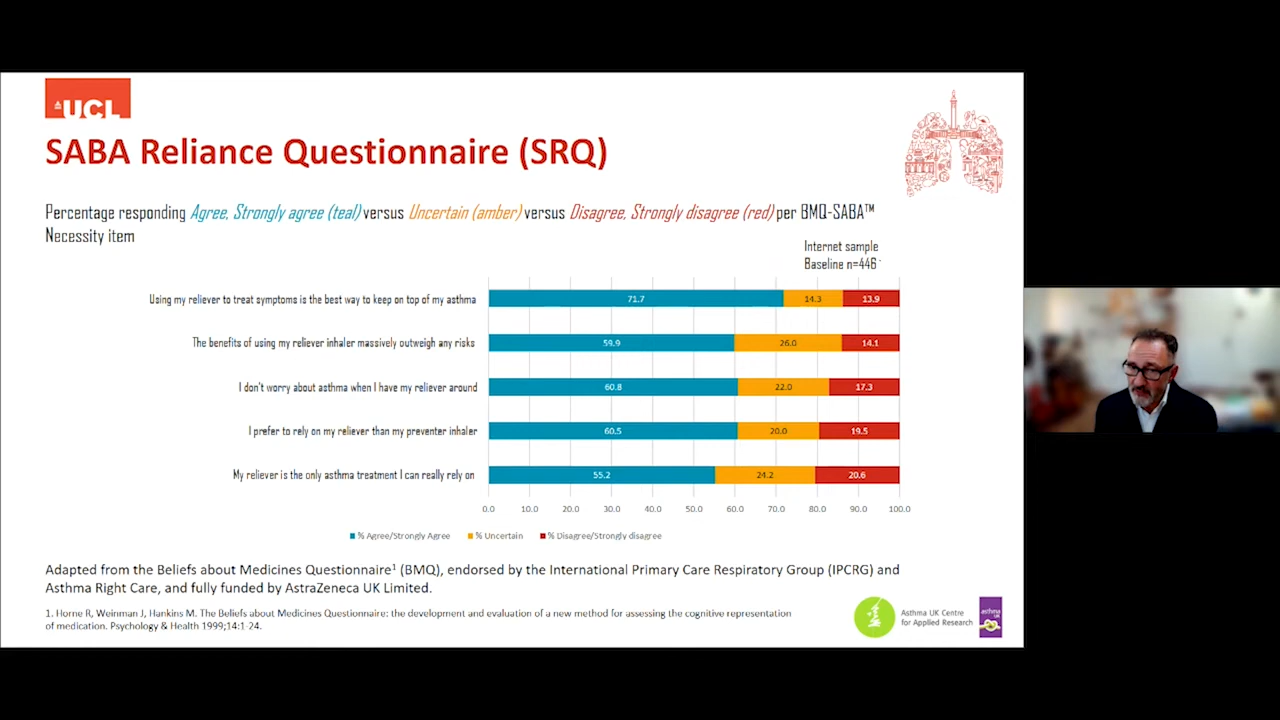 UCL
SABA Reliance Questionnaire (SRQ)
Percentage responding Agree, Strongly agree (teal) versus Uncertain (amber) versus Disagree, Strongly disagree (red) per BMQ-SABA™
Necessity item
Internet sample
Baseline n=446
Using my reliever to treat symptoms is the best way to keep on top of my asthma
71.7 14.3 13.9
The benefits of using my reliever inhaler massively outweigh any risks
59.9 26.0 14.1
I don't worry about asthma when I have my reliever around
60.8 22.0 17.3
I prefer to rely on my reliever than my preventer inhaler
60.5 20.0 19.5
My reliever is the only asthma treatment I can really rely on
55.2 24.2 20.6
0.0 10.0 20.0 30.0 40.0 50.0 60.0 70.0 80.0 90.0 100.0
% Agree/Strongly Agree % Uncertain % Disagree/Strongly disagree
Adapted from the Beliefs about Medicines Questionnaire¹ (BMQ), endorsed by the International Primary Care Respiratory Group (IPCRG) and
Asthma Right Care, and fully funded by AstraZeneca UK Limited.
1. Horne R, Weinman J, Hankins M. The Beliefs about Medicines Questionnaire: the development and evaluation of a new method for assessing the cognitive representation
of medication. Psychology & Health 1999;14:1-24.
Asthma UK Centre
for Applied Research
asthma
UK